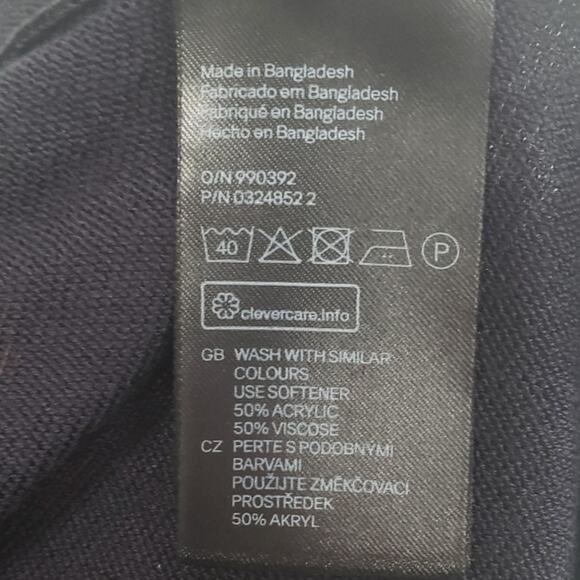 Made in Bangladesh
Fabricado em Bangladesh
Fabriqué en Bangladesh
Hecho en Bangladesh
O/N 990392
P/N 0324852 2
40 P
clevercare.info
GB WASH WITH SIMILAR
COLOURS
USE SOFTENER
50% ACRYLIC
50% VISCOSE
CZ PERTE S PODOBNÝMI
BARVAMI
POUŽIJTE ZMĚKČOVACÍ
PROSTŘEDEK
50% AKRYL